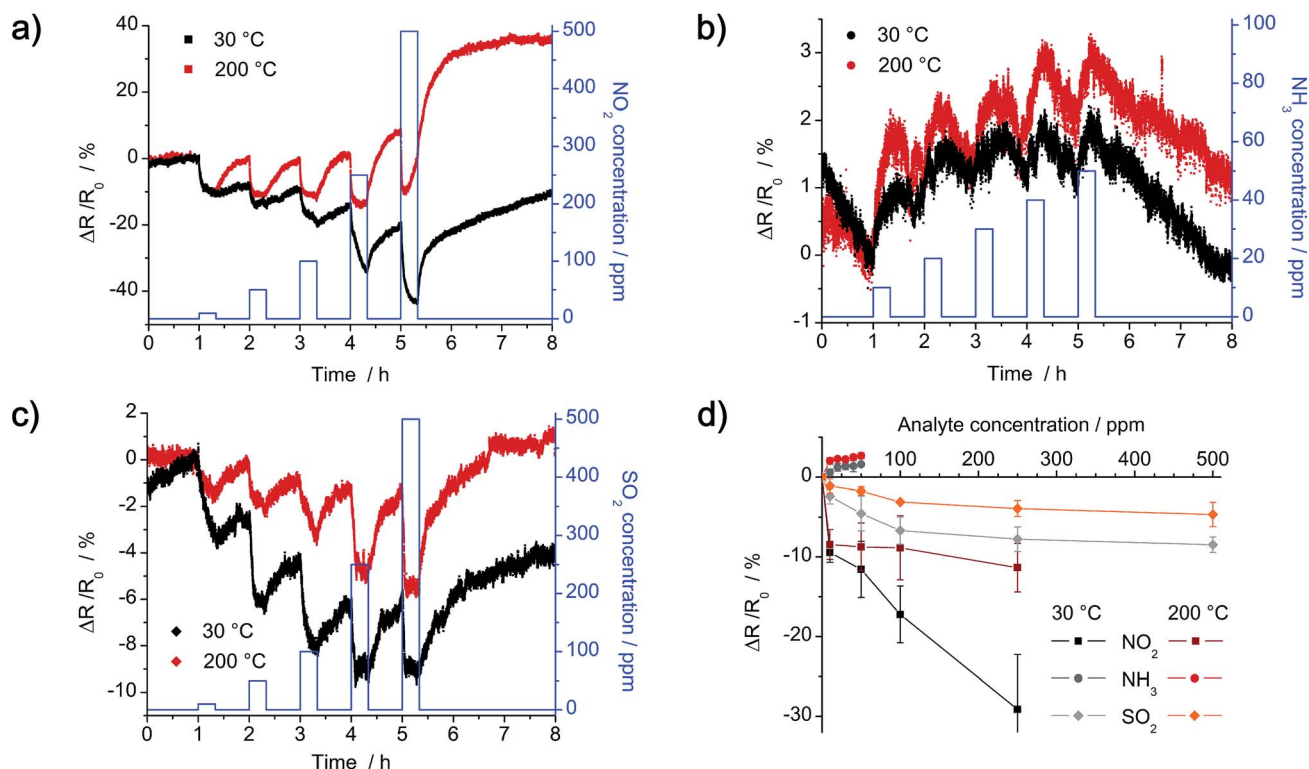 a)
40
20
0
-20
-40
ΔR /R0 / %
30 °C
200 °C
500
400
300
200
100
0
NO2 concentration / ppm
0 1 2 3 4 5 6 7 8
Time / h
b)
3
2
1
0
-1
ΔR /R0 / %
30 °C
200 °C
100
80
60
40
20
0
NH3 concentration / ppm
0 1 2 3 4 5 6 7 8
Time / h
c)
2
0
-2
-4
-6
-8
-10
ΔR /R0 / %
30 °C
200 °C
500
400
300
200
100
0
SO2 concentration / ppm
0 1 2 3 4 5 6 7 8
Time / h
d)
Analyte concentration / ppm
100 200 300 400 500
0
-10
-20
-30
ΔR /R0 / %
30 °C 200 °C
NO2
NH3
SO2